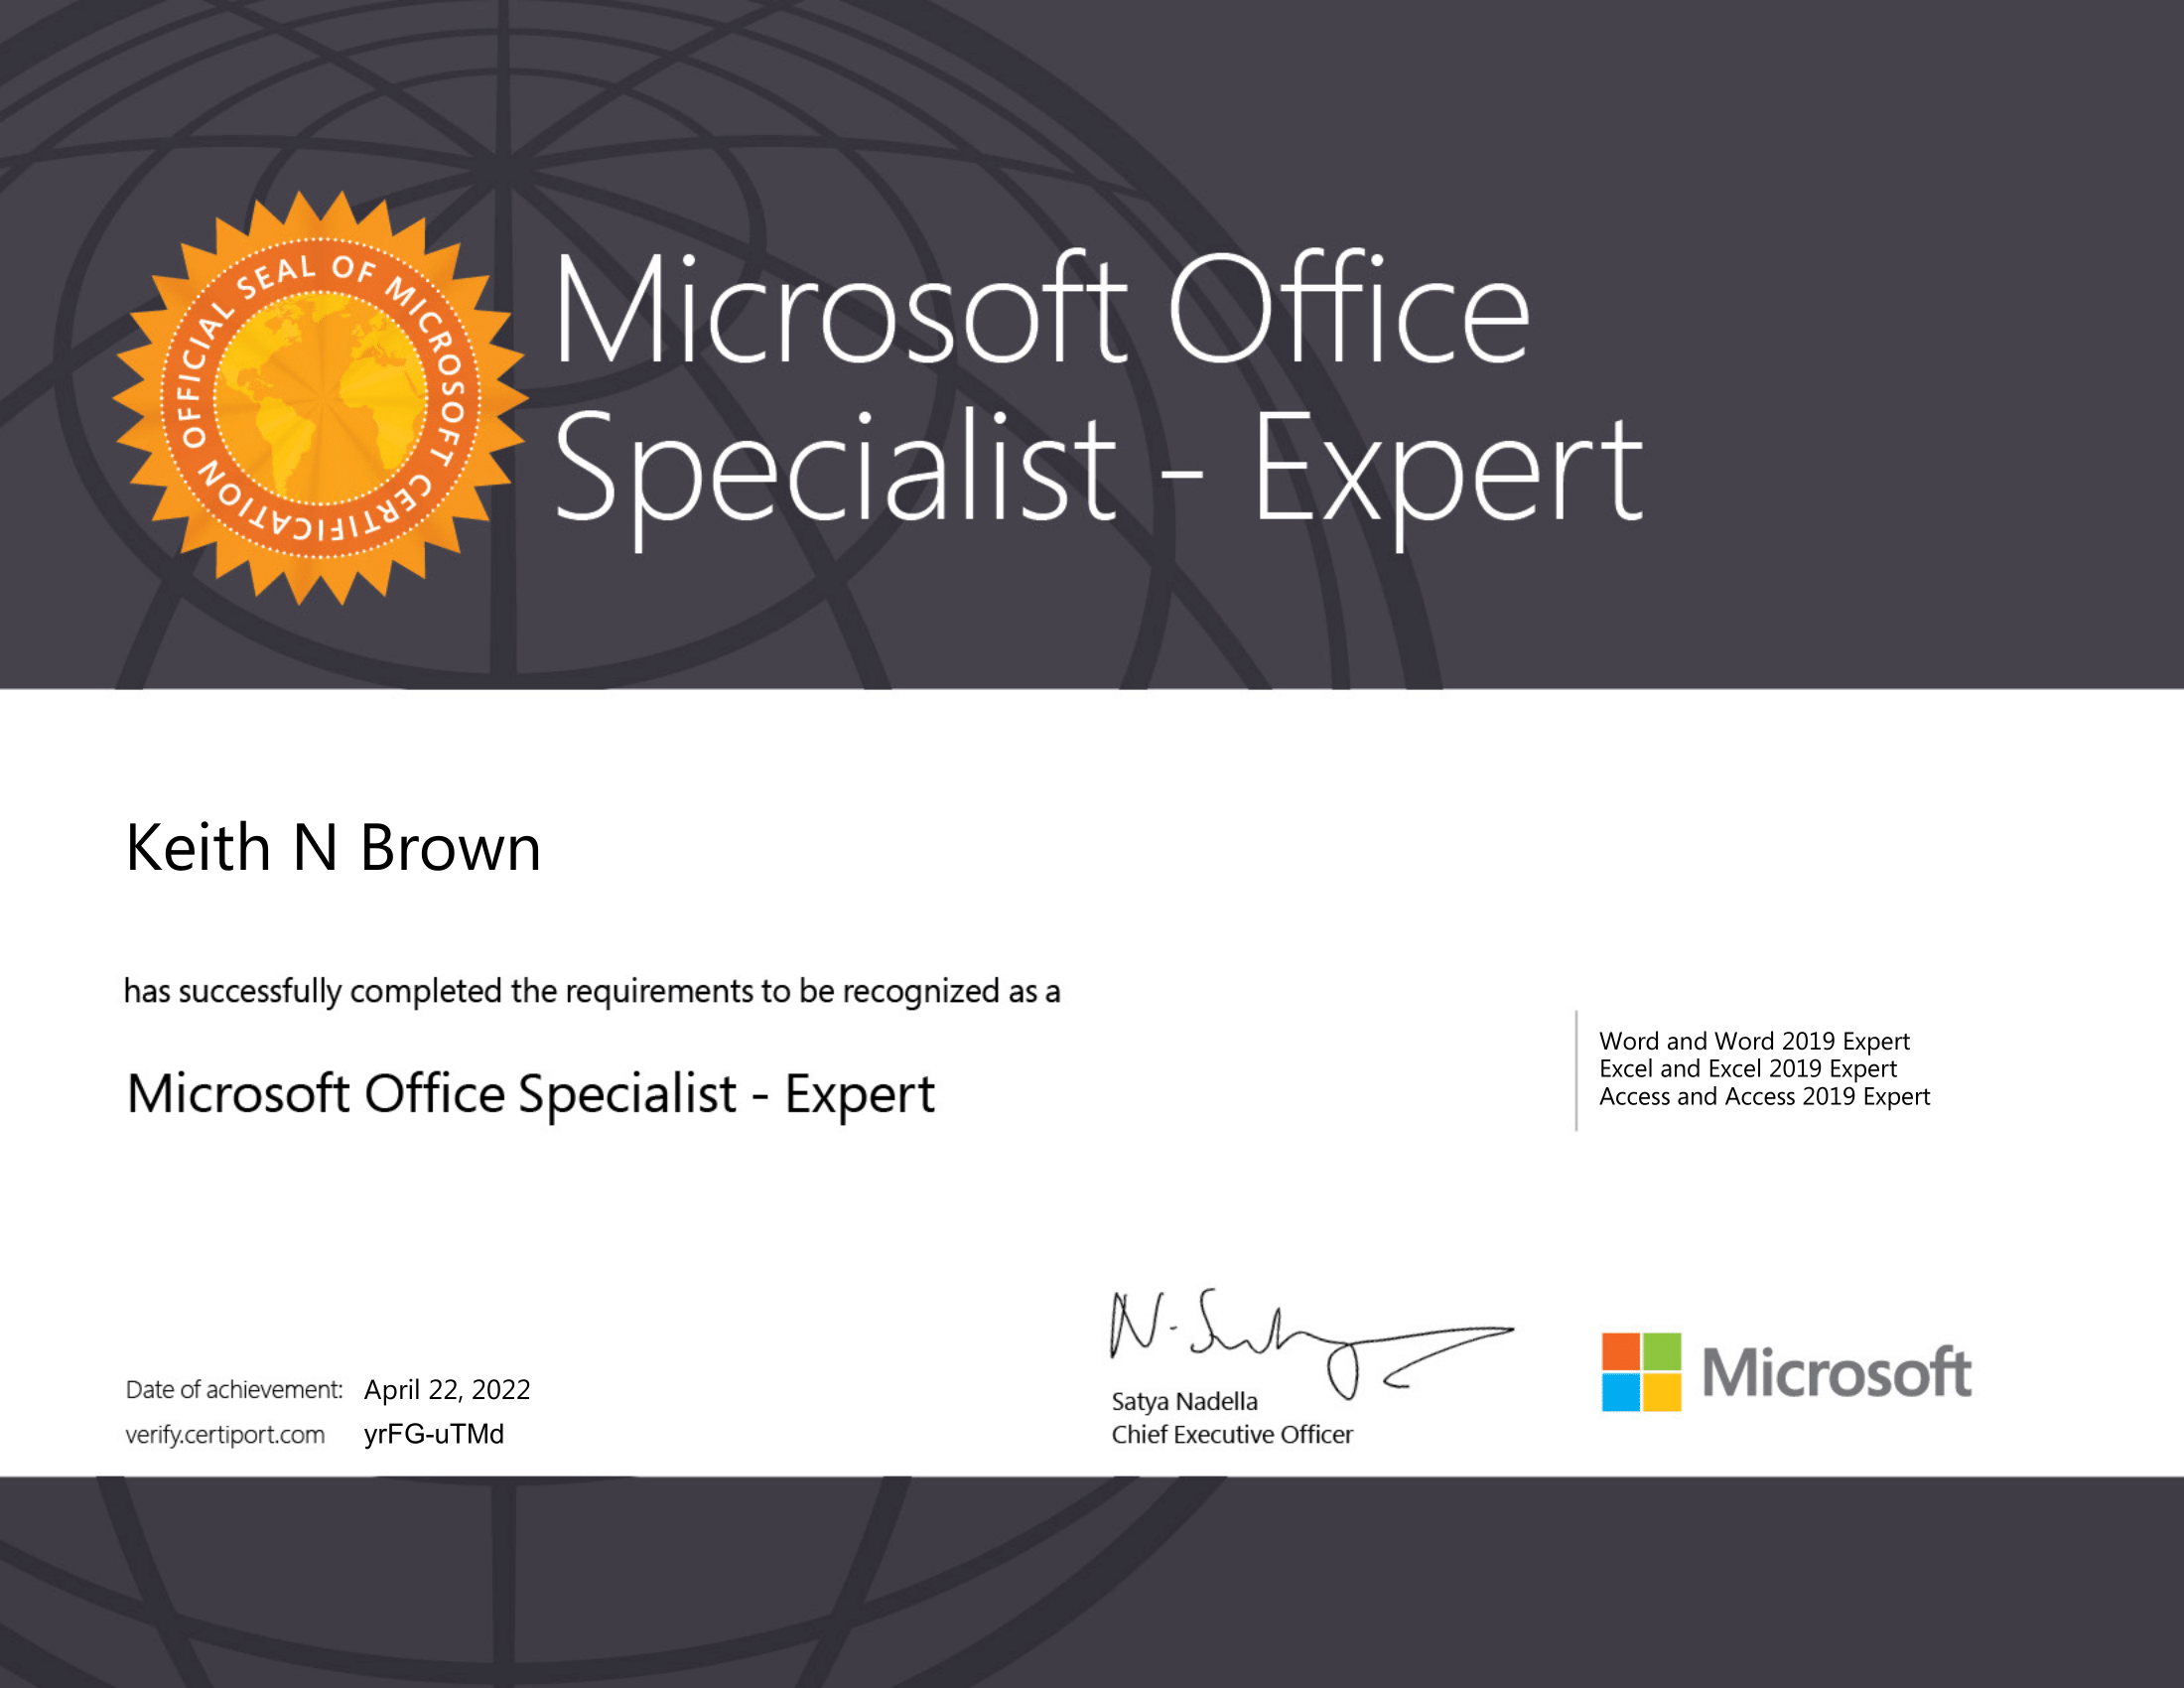 OFFICIAL SEAL OF MICROSOFT CERTIFICATION
Microsoft Office
Specialist - Expert
Keith N Brown
has successfully completed the requirements to be recognized as a
Microsoft Office Specialist - Expert
Word and Word 2019 Expert
Excel and Excel 2019 Expert
Access and Access 2019 Expert
Date of achievement: April 22, 2022
verify.certiport.com yrFG-uTMd
Satya Nadella
Chief Executive Officer
Microsoft